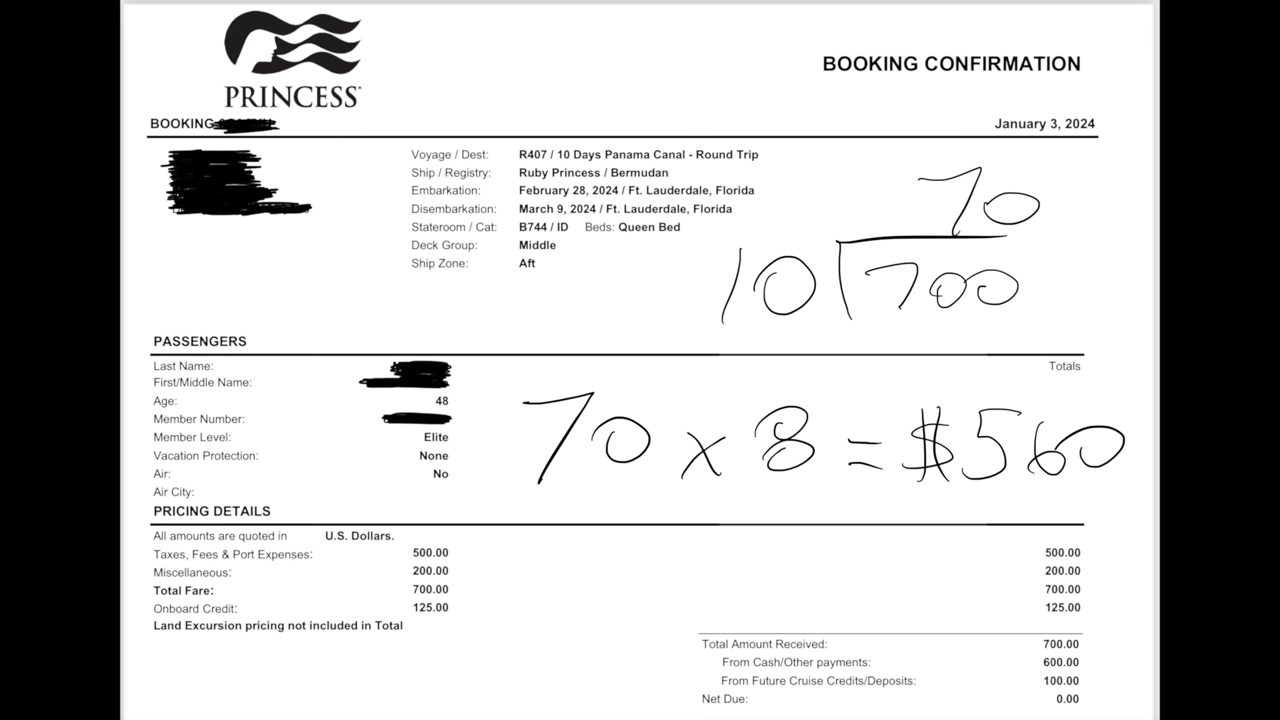 PRINCESS
BOOKING CONFIRMATION
BOOKING
January 3, 2024
Voyage / Dest: R407 / 10 Days Panama Canal - Round Trip
Ship / Registry: Ruby Princess / Bermudan
Embarkation: February 28, 2024 / Ft. Lauderdale, Florida
Disembarkation: March 9, 2024 / Ft. Lauderdale, Florida
Stateroom / Cat: B744 / ID Beds: Queen Bed
Deck Group: Middle
Ship Zone: Aft
70
10 700
PASSENGERS
Last Name: Totals
First/Middle Name:
Age: 48
Member Number:
Member Level: Elite
Vacation Protection: None
Air: No
Air City:
70 x 8 = $560
PRICING DETAILS
All amounts are quoted in U.S. Dollars.
Taxes, Fees & Port Expenses: 500.00 500.00
Miscellaneous: 200.00 200.00
Total Fare: 700.00 700.00
Onboard Credit: 125.00 125.00
Land Excursion pricing not included in Total
Total Amount Received: 700.00
From Cash/Other payments: 600.00
From Future Cruise Credits/Deposits: 100.00
Net Due: 0.00